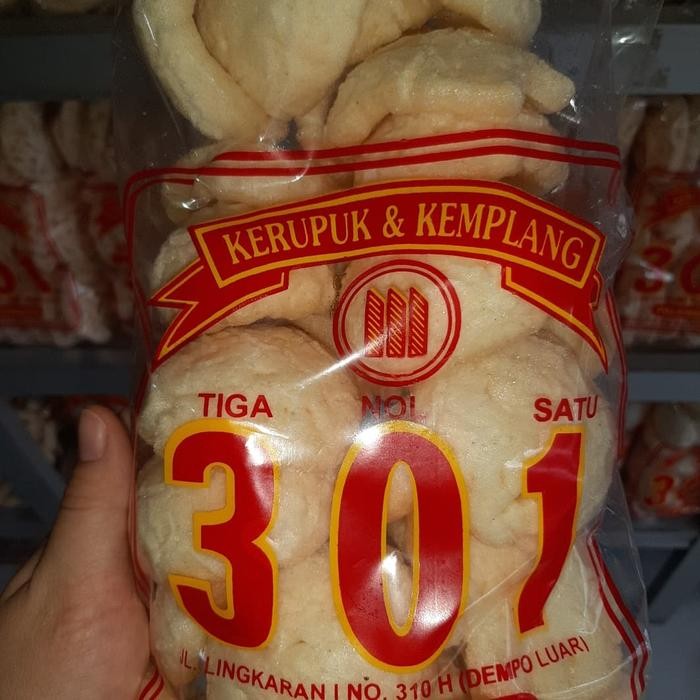 KERUPUK & KEMPLANG
TIGA NOL SATU
301
JL. LINGKARAN I NO. 310 H (DEMPO LUAR)